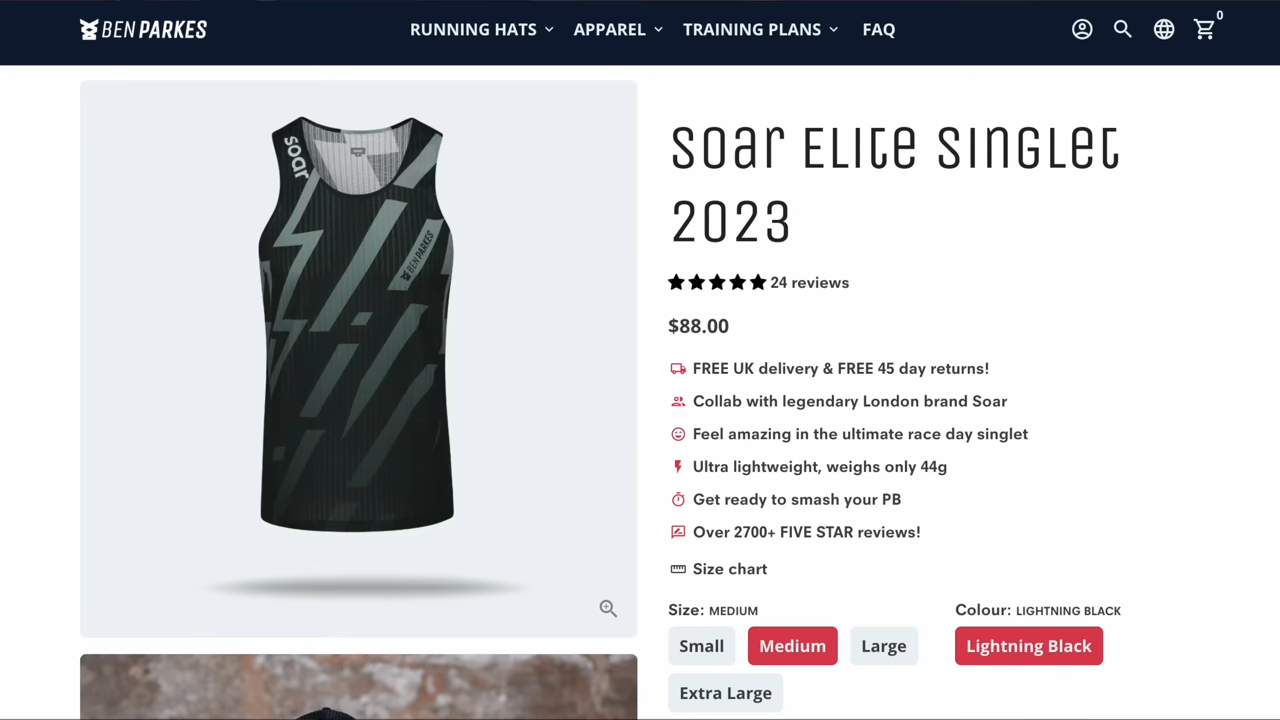 BEN PARKES
RUNNING HATS
APPAREL
TRAINING PLANS
FAQ
0
soar
BEN PARKES
Soar Elite Singlet
2023
24 reviews
$88.00
FREE UK delivery & FREE 45 day returns!
Collab with legendary London brand Soar
Feel amazing in the ultimate race day singlet
Ultra lightweight, weighs only 44g
Get ready to smash your PB
Over 2700+ FIVE STAR reviews!
Size chart
Size: MEDIUM
Colour: LIGHTNING BLACK
Small
Medium
Large
Lightning Black
Extra Large